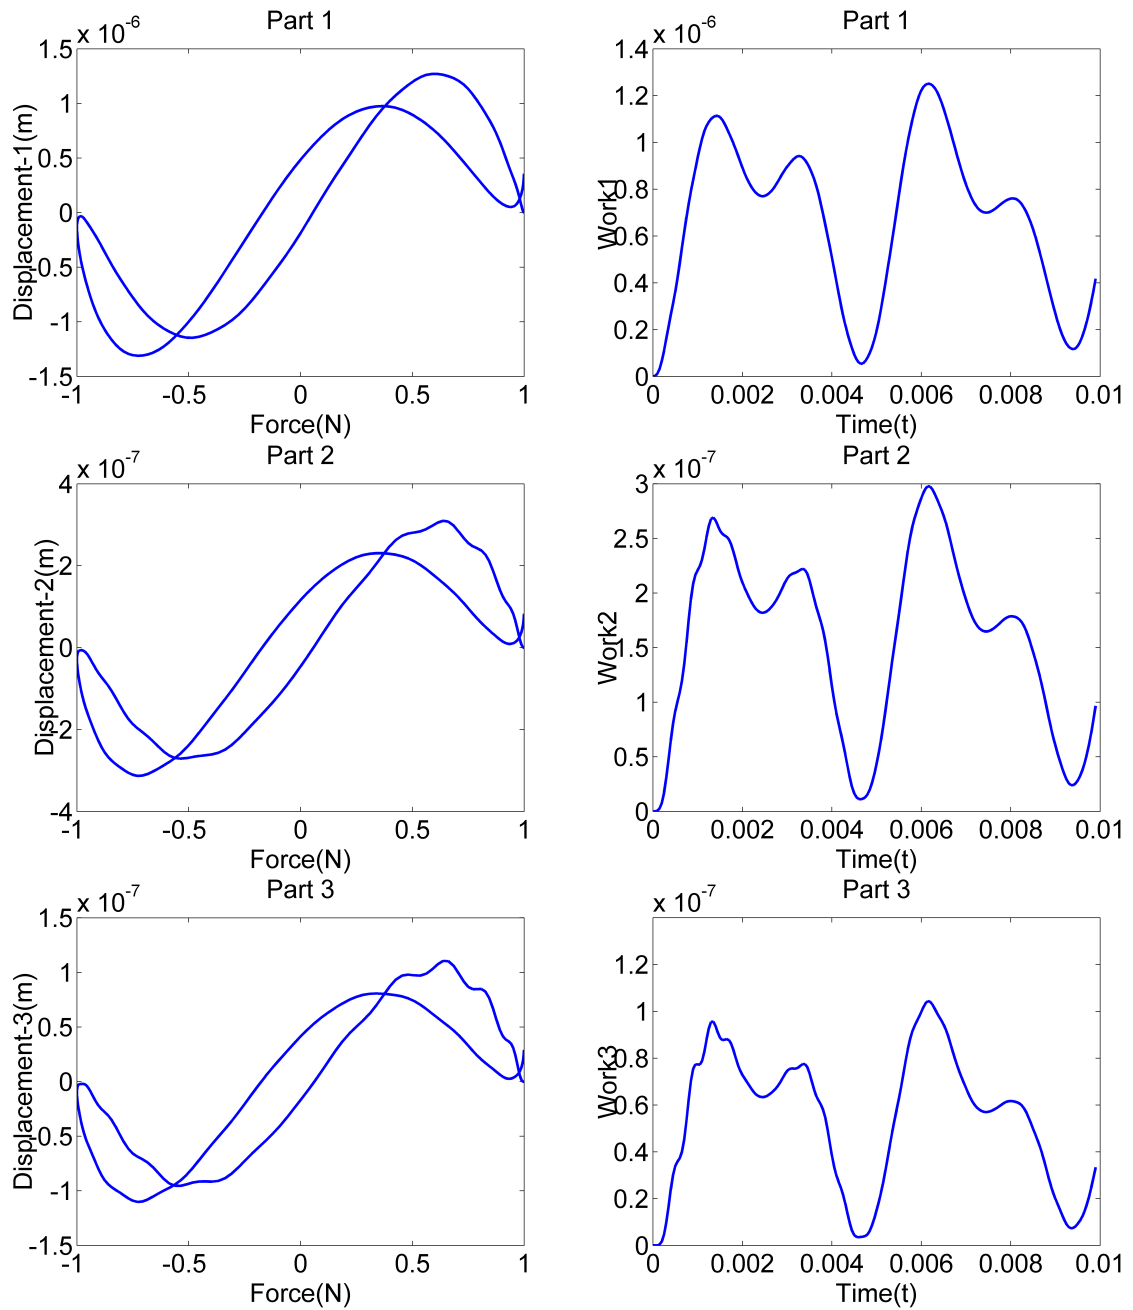 Part 1
x 10-6
1.5
1
0.5
0
-0.5
-1
-1.5
-1 -0.5 0 0.5 1
Displacement-1(m)
Force(N)
Part 1
x 10-6
1.4
1.2
1
0.8
0.6
0.4
0.2
0
0 0.002 0.004 0.006 0.008 0.01
Work1
Time(t)
Part 2
x 10-7
4
2
0
-2
-4
-1 -0.5 0 0.5 1
Displacement-2(m)
Force(N)
Part 2
x 10-7
3
2.5
2
1.5
1
0.5
0
0 0.002 0.004 0.006 0.008 0.01
Work2
Time(t)
Part 3
x 10-7
1.5
1
0.5
0
-0.5
-1
-1.5
-1 -0.5 0 0.5 1
Displacement-3(m)
Force(N)
Part 3
x 10-7
1.2
1
0.8
0.6
0.4
0.2
0
0 0.002 0.004 0.006 0.008 0.01
Work3
Time(t)